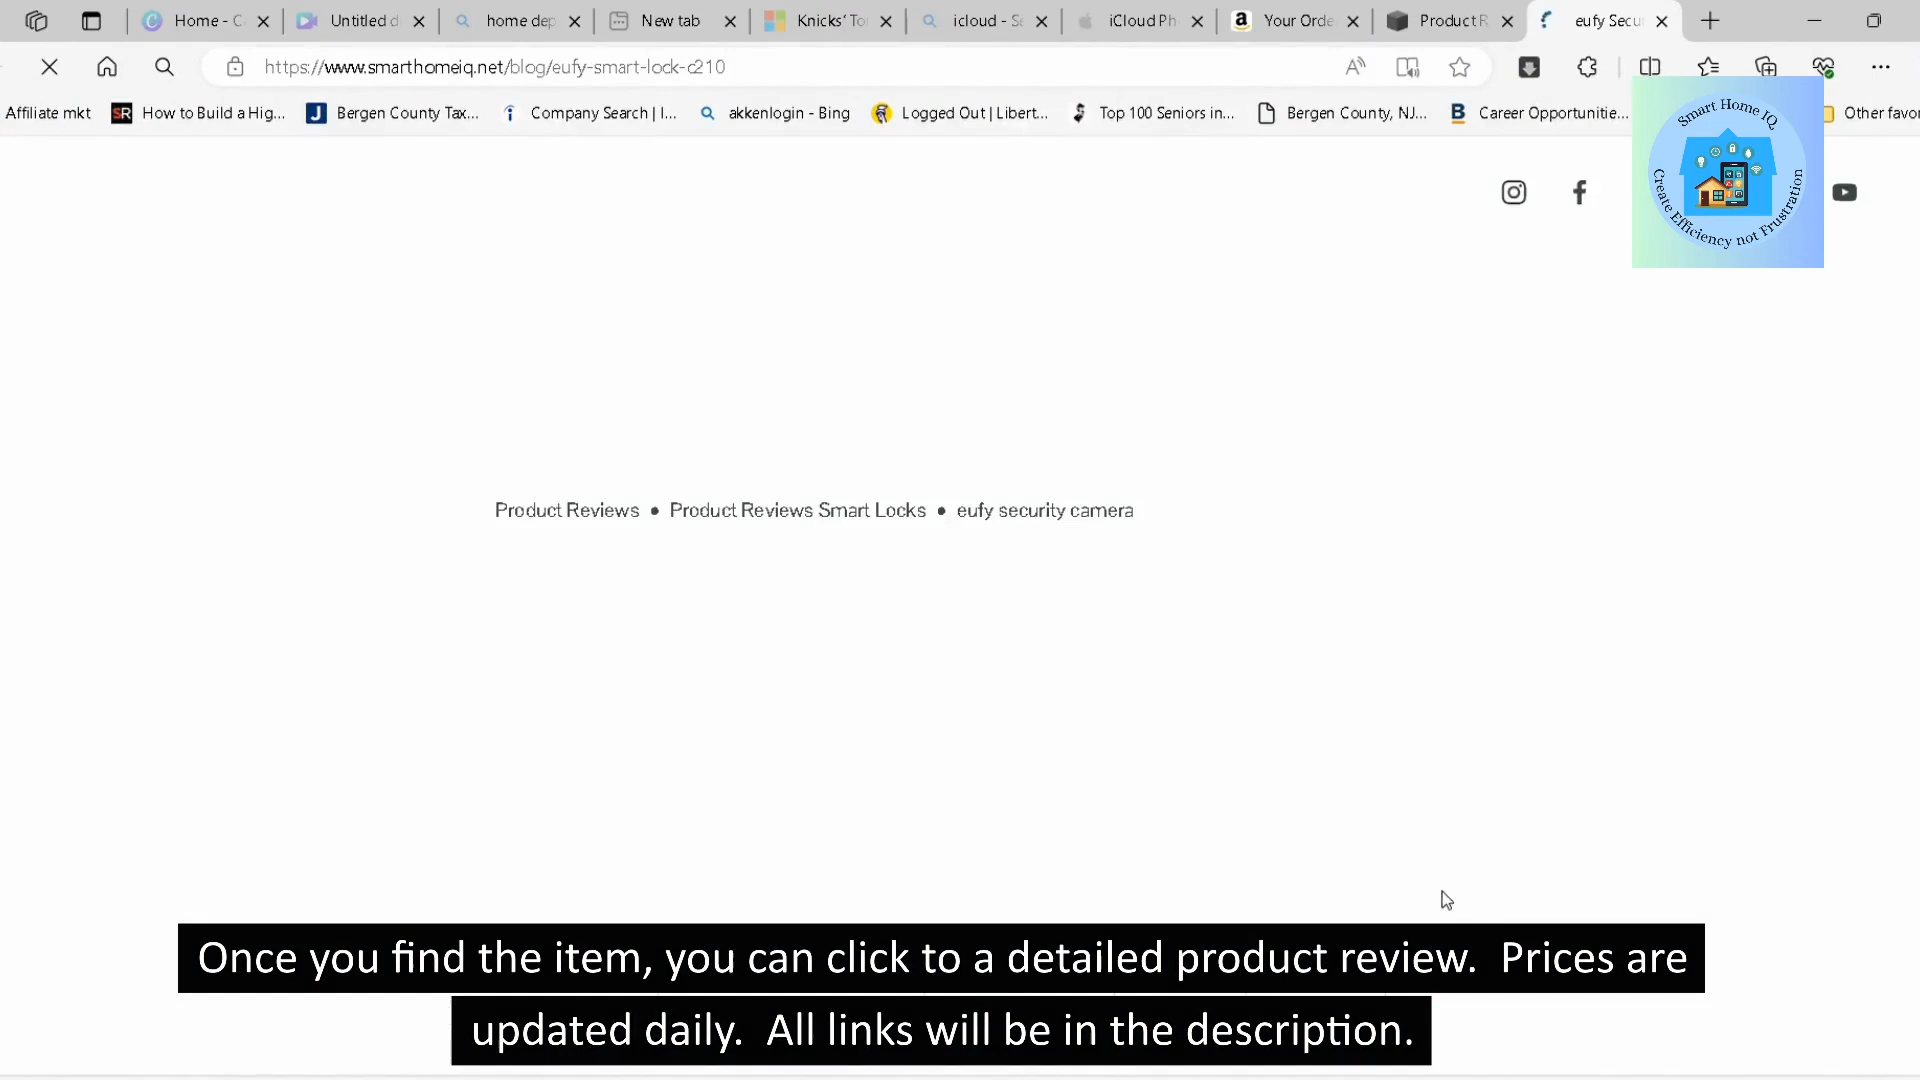 Home - C
Untitled d
home dep
New tab
Knicks' To
icloud - Se
iCloud Ph
Your Orde
Product R
eufy Secu
https://www.smarthomeiq.net/blog/eufy-smart-lock-c210
Affiliate mkt
How to Build a Hig...
Bergen County Tax...
Company Search | I...
akkenlogin - Bing
Logged Out | Libert...
Top 100 Seniors in...
Bergen County, NJ...
Career Opportunitie...
Other favor
Smart Home IQ
Create Efficiency not Frustration
Product Reviews • Product Reviews Smart Locks • eufy security camera
Once you find the item, you can click to a detailed product review. Prices are
updated daily. All links will be in the description.